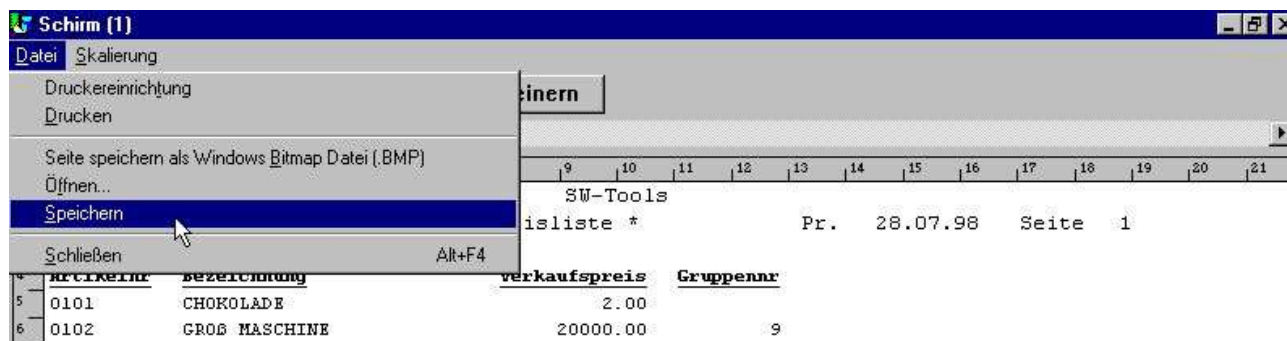 Schirm (1)
Datei Skalierung
Druckereinrichtung
Drucken
Seite speichern als Windows Bitmap Datei (.BMP)
Öffnen...
Speichern
Schließen Alt+F4
einern
9 10 11 12 13 14 15 16 17 18 19 20 21
SW-Tools
isliste * Pr. 28.07.98 Seite 1
4 Artikelnr Bezeichnung Verkaufspreis Gruppennr
5 0101 CHOKOLADE 2.00
6 0102 GROß MASCHINE 20000.00 9